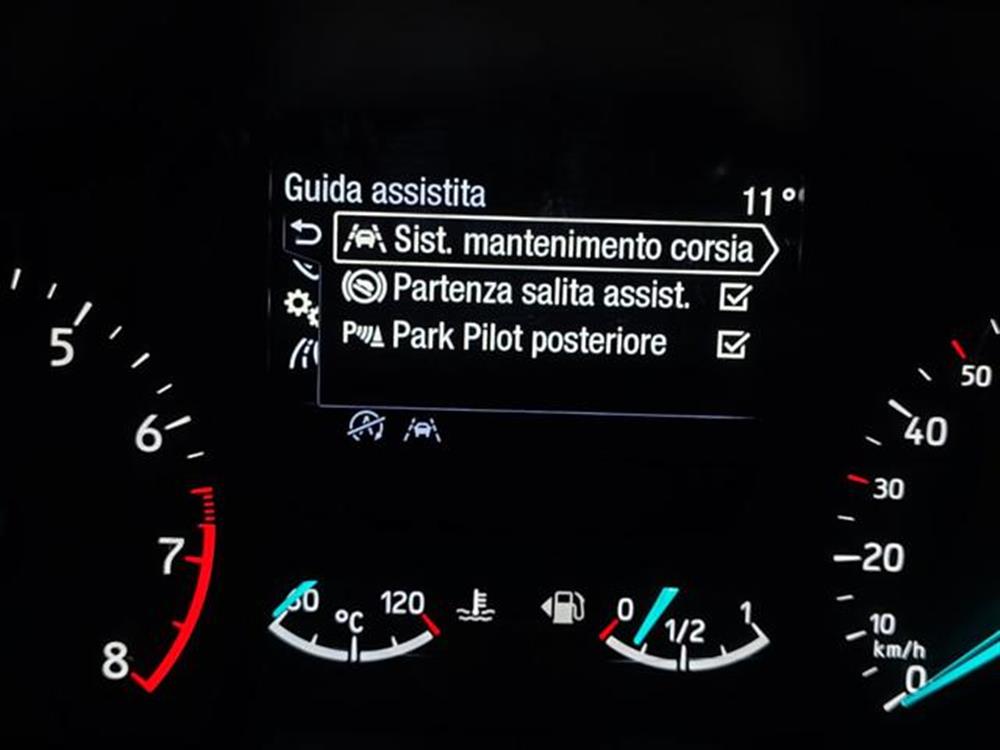 Guida assistita 11°
Sist. mantenimento corsia
Partenza salita assist.
Park Pilot posteriore
5
6
7
8
60 °C 120
0 1/2 1
50
40
30
20
10
km/h
0